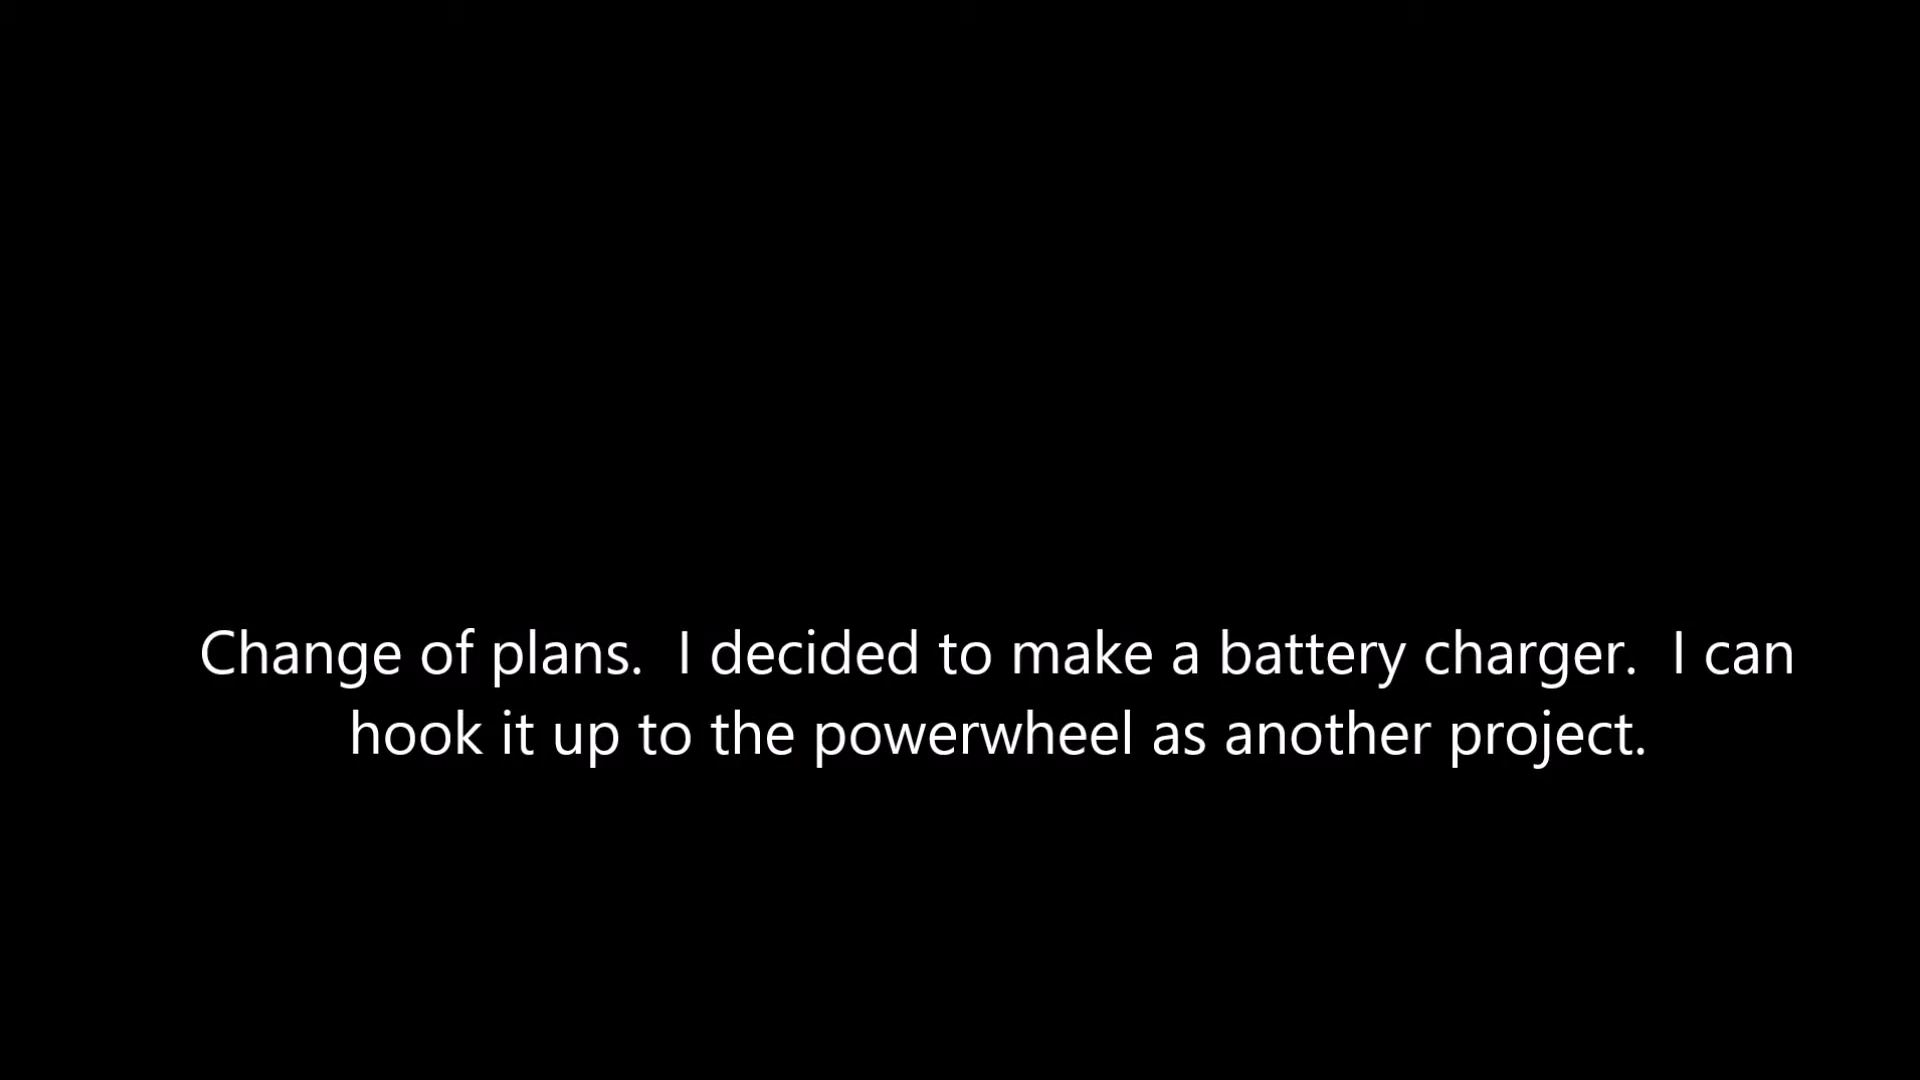 Change of plans.  I decided to make a battery charger.  I can
hook it up to the powerwheel as another project.